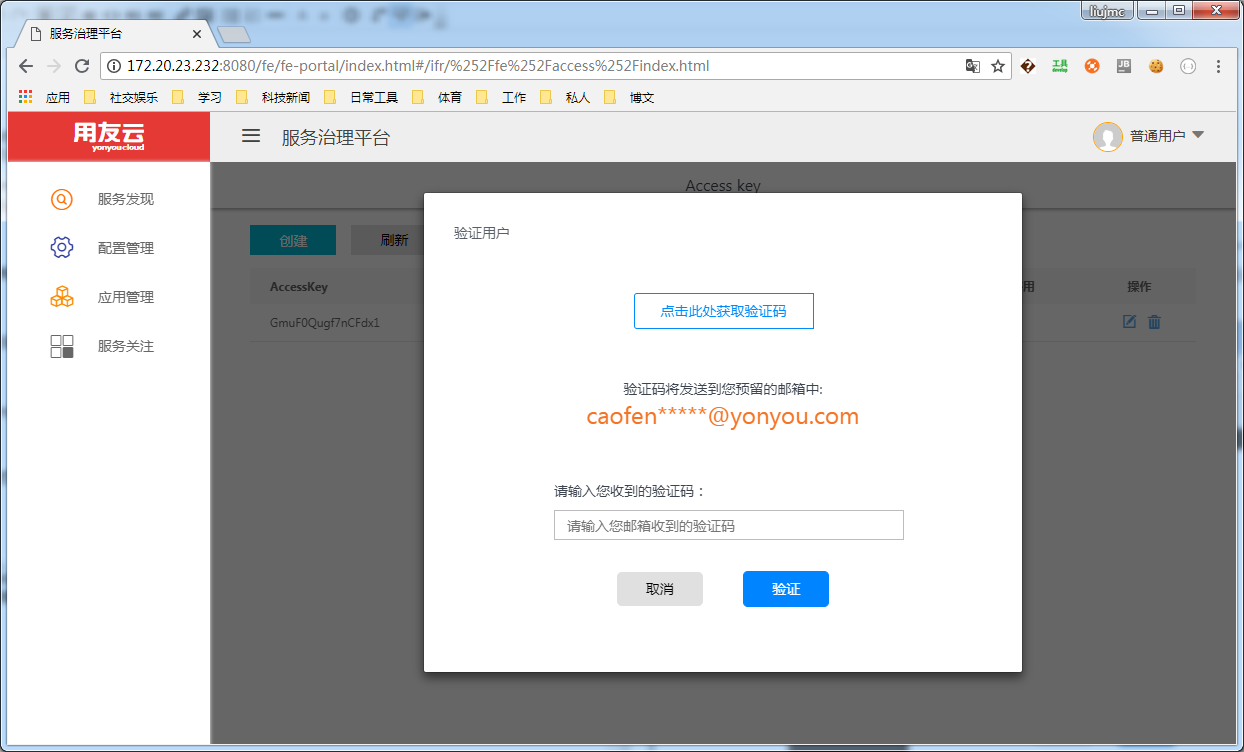 liujmc
服务治理平台
172.20.23.232:8080/fe/fe-portal/index.html#/ifr/%252Ffe%252Faccess%252Findex.html
应用 社交娱乐 学习 科技新闻 日常工具 体育 工作 私人 博文
用友云
yonyoucloud
服务治理平台
普通用户
服务发现
配置管理
应用管理
服务关注
Access key
创建 刷新
AccessKey 用 操作
GmuF0Qugf7nCFdx1
验证用户
点击此处获取验证码
验证码将发送到您预留的邮箱中:
caofen*****@yonyou.com
请输入您收到的验证码：
请输入您邮箱收到的验证码
取消 验证